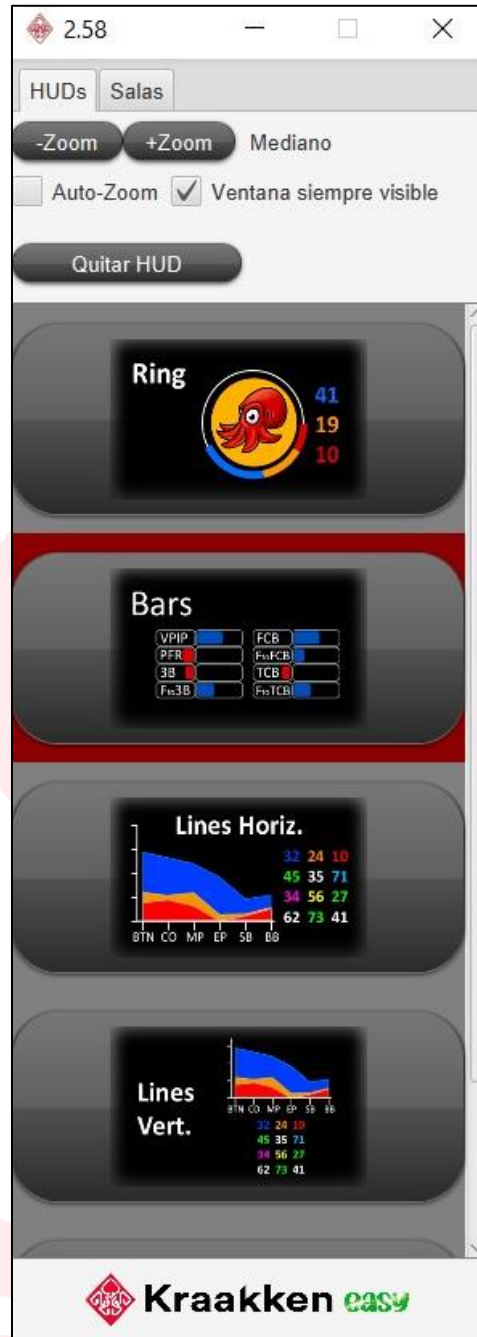 2.58
HUDs Salas
-Zoom +Zoom Mediano
Auto-Zoom Ventana siempre visible
Quitar HUD
Ring
41
19
10
Bars
VPIP FCB
PFR FtoFCB
3B TCB
Fto3B FtoTCB
Lines Horiz.
32 24 10
45 35 71
34 56 27
62 73 41
BTN CO MP EP SB BB
Lines
Vert.
BTN CO MP EP SB BB
32 24 10
45 35 71
34 56 27
62 73 41
Kraakken easy